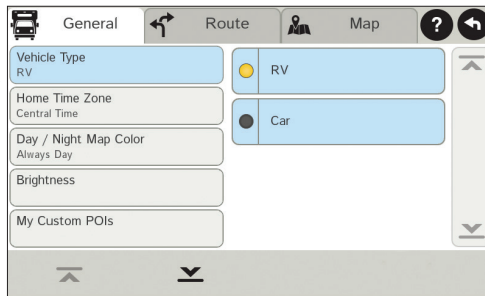 General
Route
Map
?
Vehicle Type
RV
Home Time Zone
Central Time
Day / Night Map Color
Always Day
Brightness
My Custom POIs
RV
Car